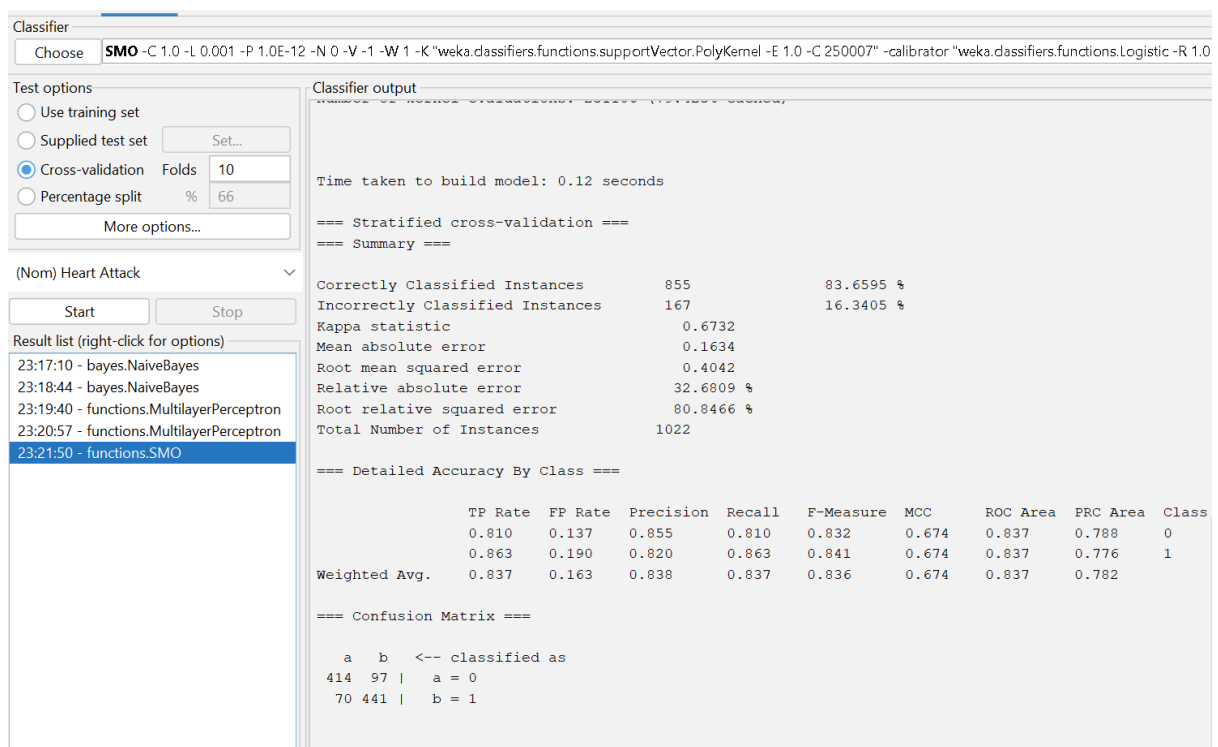 Classifier
Choose SMO -C 1.0 -L 0.001 -P 1.0E-12 -N 0 -V -1 -W 1 -K "weka.classifiers.functions.supportVector.PolyKernel -E 1.0 -C 250007" -calibrator "weka.classifiers.functions.Logistic -R 1.0
Test options
Use training set
Supplied test set Set...
Cross-validation Folds 10
Percentage split % 66
More options...
(Nom) Heart Attack
Start Stop
Result list (right-click for options)
23:17:10 - bayes.NaiveBayes
23:18:44 - bayes.NaiveBayes
23:19:40 - functions.MultilayerPerceptron
23:20:57 - functions.MultilayerPerceptron
23:21:50 - functions.SMO
Classifier output
Time taken to build model: 0.12 seconds
=== Stratified cross-validation ===
=== Summary ===
Correctly Classified Instances 855 83.6595 %
Incorrectly Classified Instances 167 16.3405 %
Kappa statistic 0.6732
Mean absolute error 0.1634
Root mean squared error 0.4042
Relative absolute error 32.6809 %
Root relative squared error 80.8466 %
Total Number of Instances 1022
=== Detailed Accuracy By Class ===
TP Rate FP Rate Precision Recall F-Measure MCC ROC Area PRC Area Class
0.810 0.137 0.855 0.810 0.832 0.674 0.837 0.788 0
0.863 0.190 0.820 0.863 0.841 0.674 0.837 0.776 1
Weighted Avg. 0.837 0.163 0.838 0.837 0.836 0.674 0.837 0.782
=== Confusion Matrix ===
a b <-- classified as
414 97 | a = 0
70 441 | b = 1